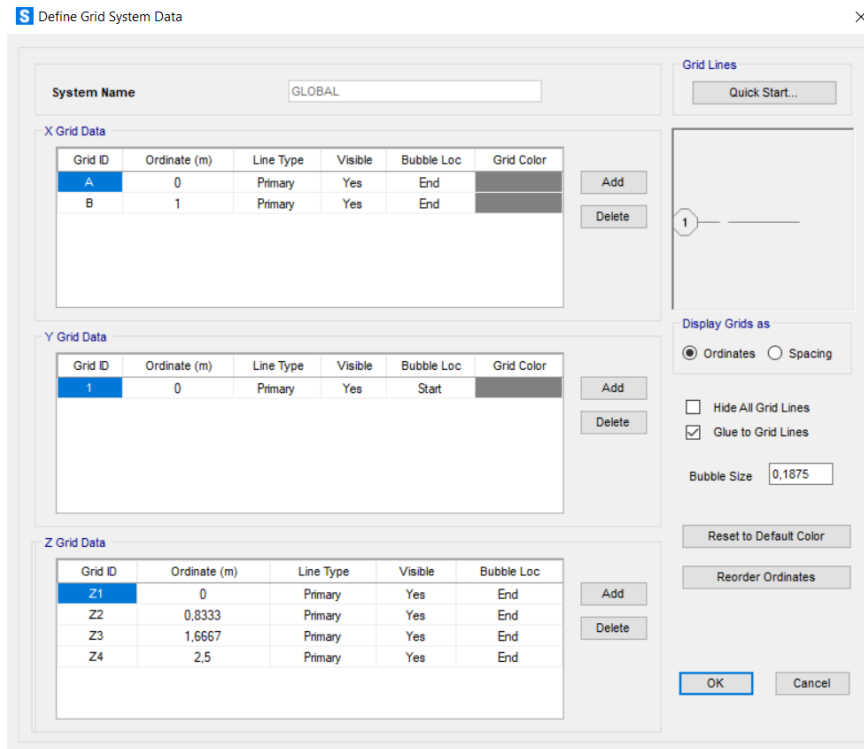 S Define Grid System Data
System Name GLOBAL
Grid Lines
Quick Start...
X Grid Data
Grid ID Ordinate (m) Line Type Visible Bubble Loc Grid Color
A 0 Primary Yes End
B 1 Primary Yes End
Add
Delete
1
Y Grid Data
Grid ID Ordinate (m) Line Type Visible Bubble Loc Grid Color
1 0 Primary Yes Start
Add
Delete
Display Grids as
Ordinates Spacing
Hide All Grid Lines
Glue to Grid Lines
Bubble Size 0,1875
Z Grid Data
Grid ID Ordinate (m) Line Type Visible Bubble Loc
Z1 0 Primary Yes End
Z2 0,8333 Primary Yes End
Z3 1,6667 Primary Yes End
Z4 2,5 Primary Yes End
Add
Delete
Reset to Default Color
Reorder Ordinates
OK Cancel